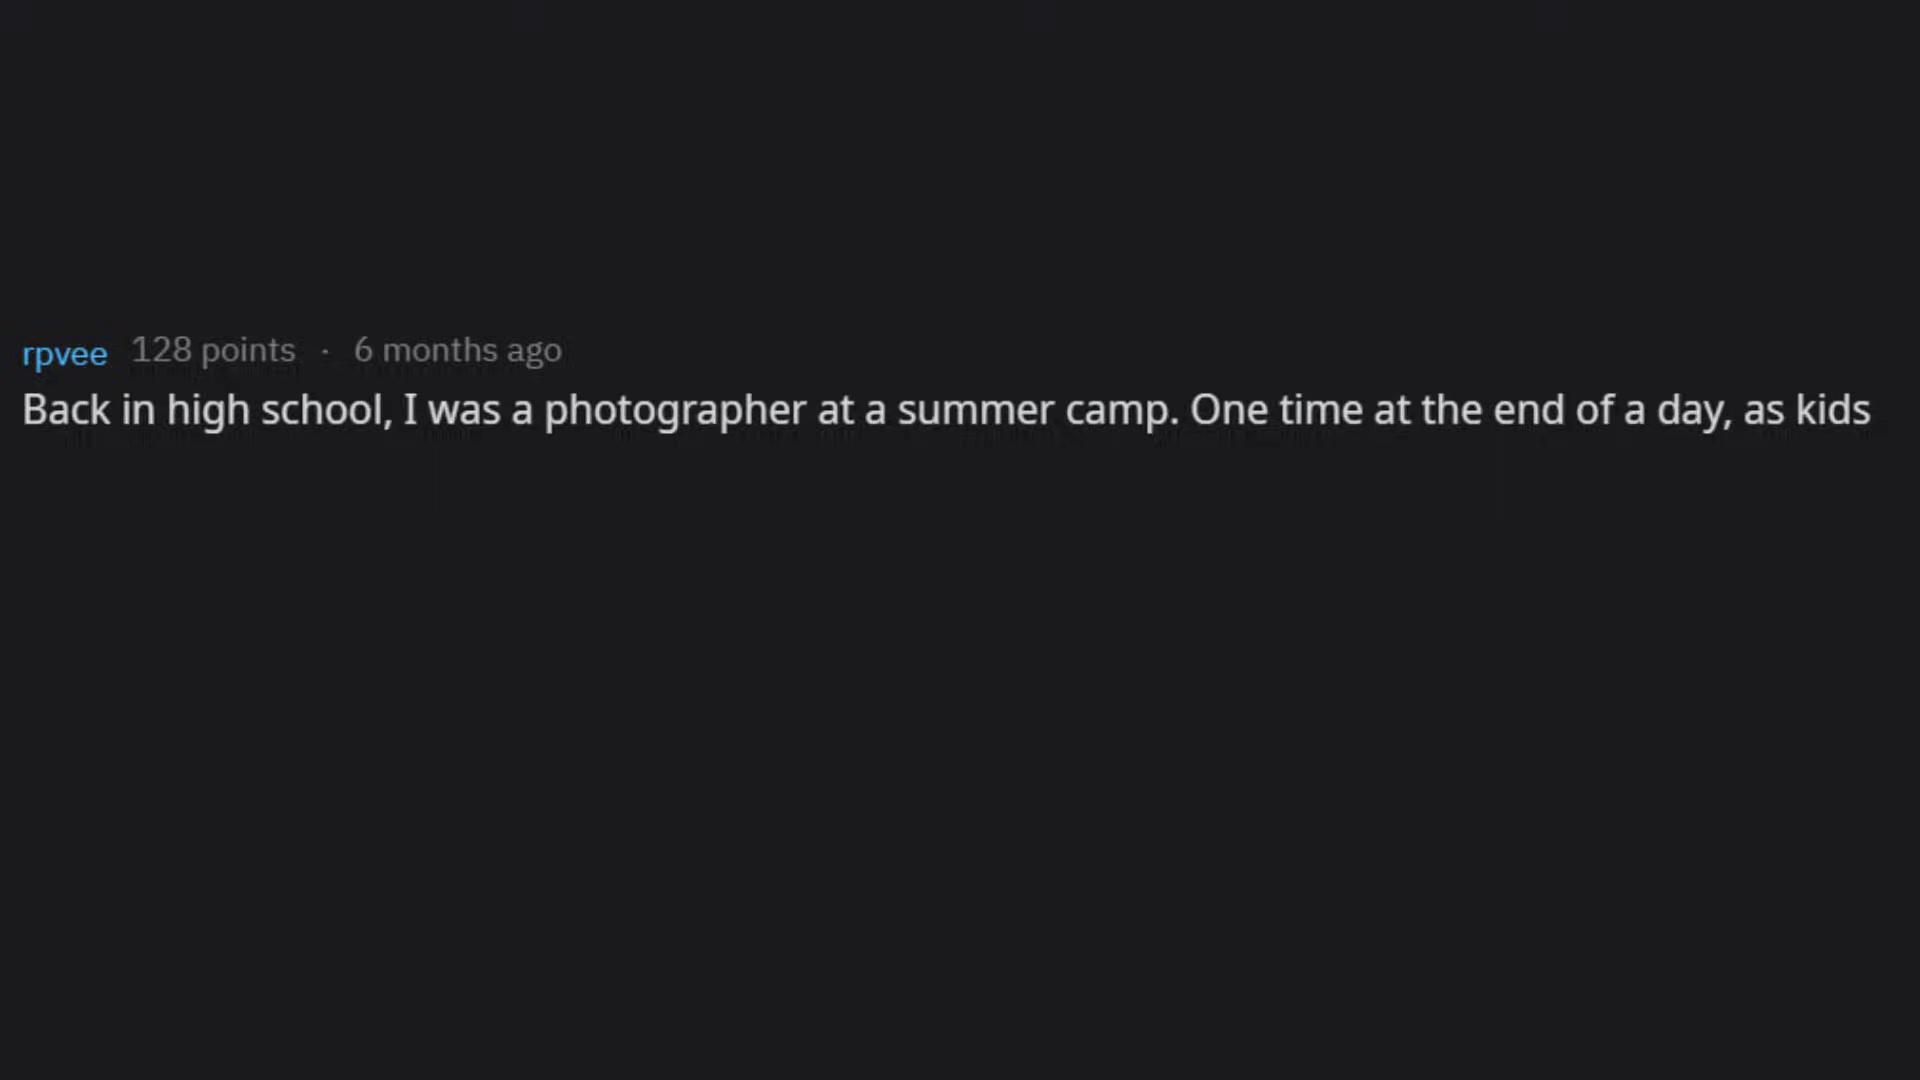 rpvee 128 points · 6 months ago
Back in high school, I was a photographer at a summer camp. One time at the end of a day, as kids